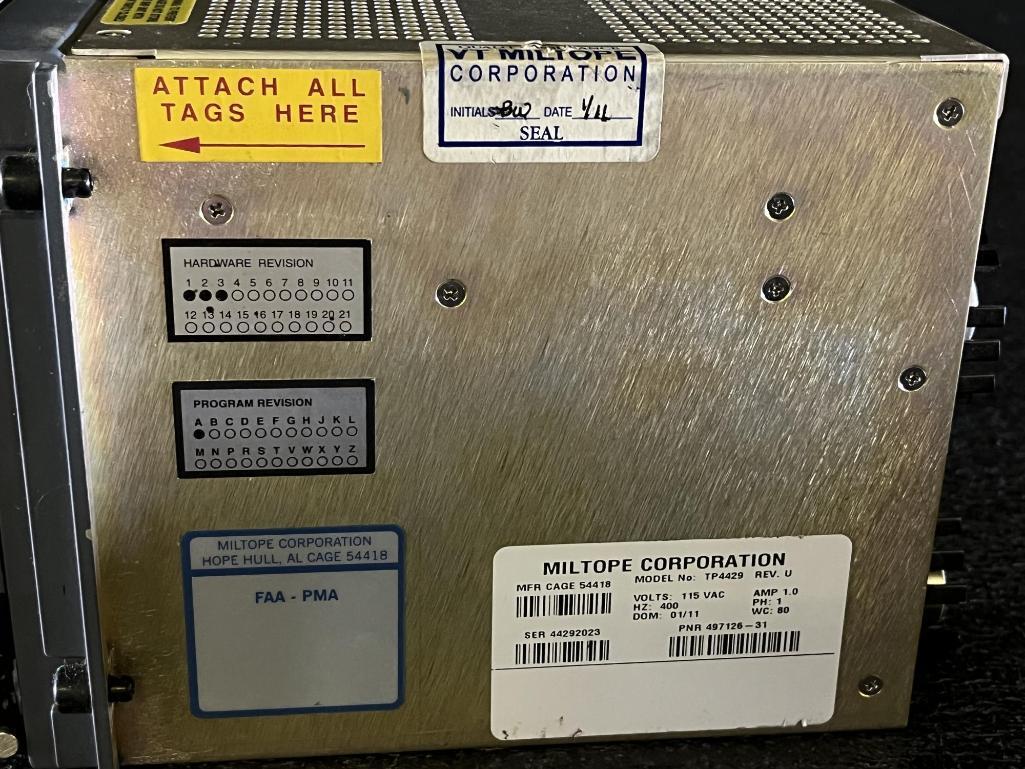 ATTACH ALL
TAGS HERE
VT MILTOPE
CORPORATION
INITIALS BW DATE 1/11
SEAL
HARDWARE REVISION
1 2 3 4 5 6 7 8 9 10 11
12 13 14 15 16 17 18 19 20 21
PROGRAM REVISION
A B C D E F G H J K L
M N P R S T V W X Y Z
MILTOPE CORPORATION
HOPE HULL, AL CAGE 54418
FAA - PMA
MILTOPE CORPORATION
MFR CAGE 54418
MODEL No: TP4429 REV. U
VOLTS: 115 VAC AMP 1.0
HZ: 400 PH: 1
DOM: 01/11 WC: 80
SER 44292023
PNR 497126-31